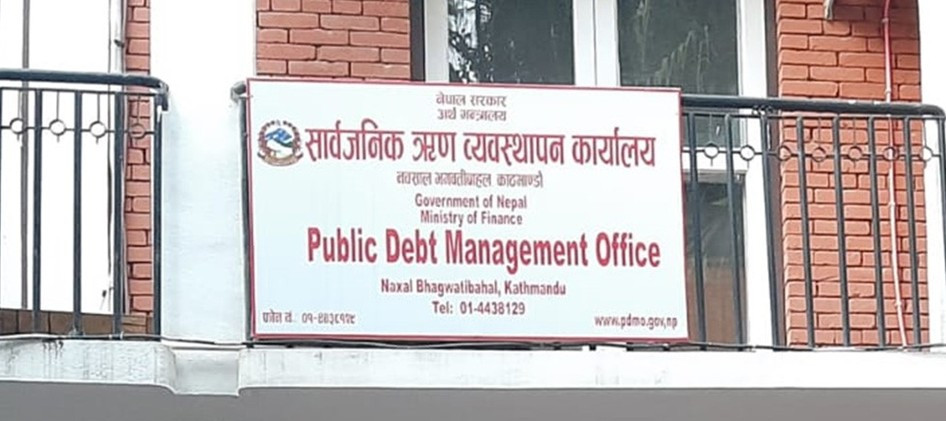 नेपाल सरकार
अर्थ मन्त्रालय
सार्वजनिक ऋण व्यवस्थापन कार्यालय
नक्साल भगवतीबहाल काठमाण्डौ
Government of Nepal
Ministry of Finance
Public Debt Management Office
Naxal Bhagwatibahal, Kathmandu
Tel: 01-4438129
फोन नं. ०१-४४३८१२९
www.pdmo.gov.np